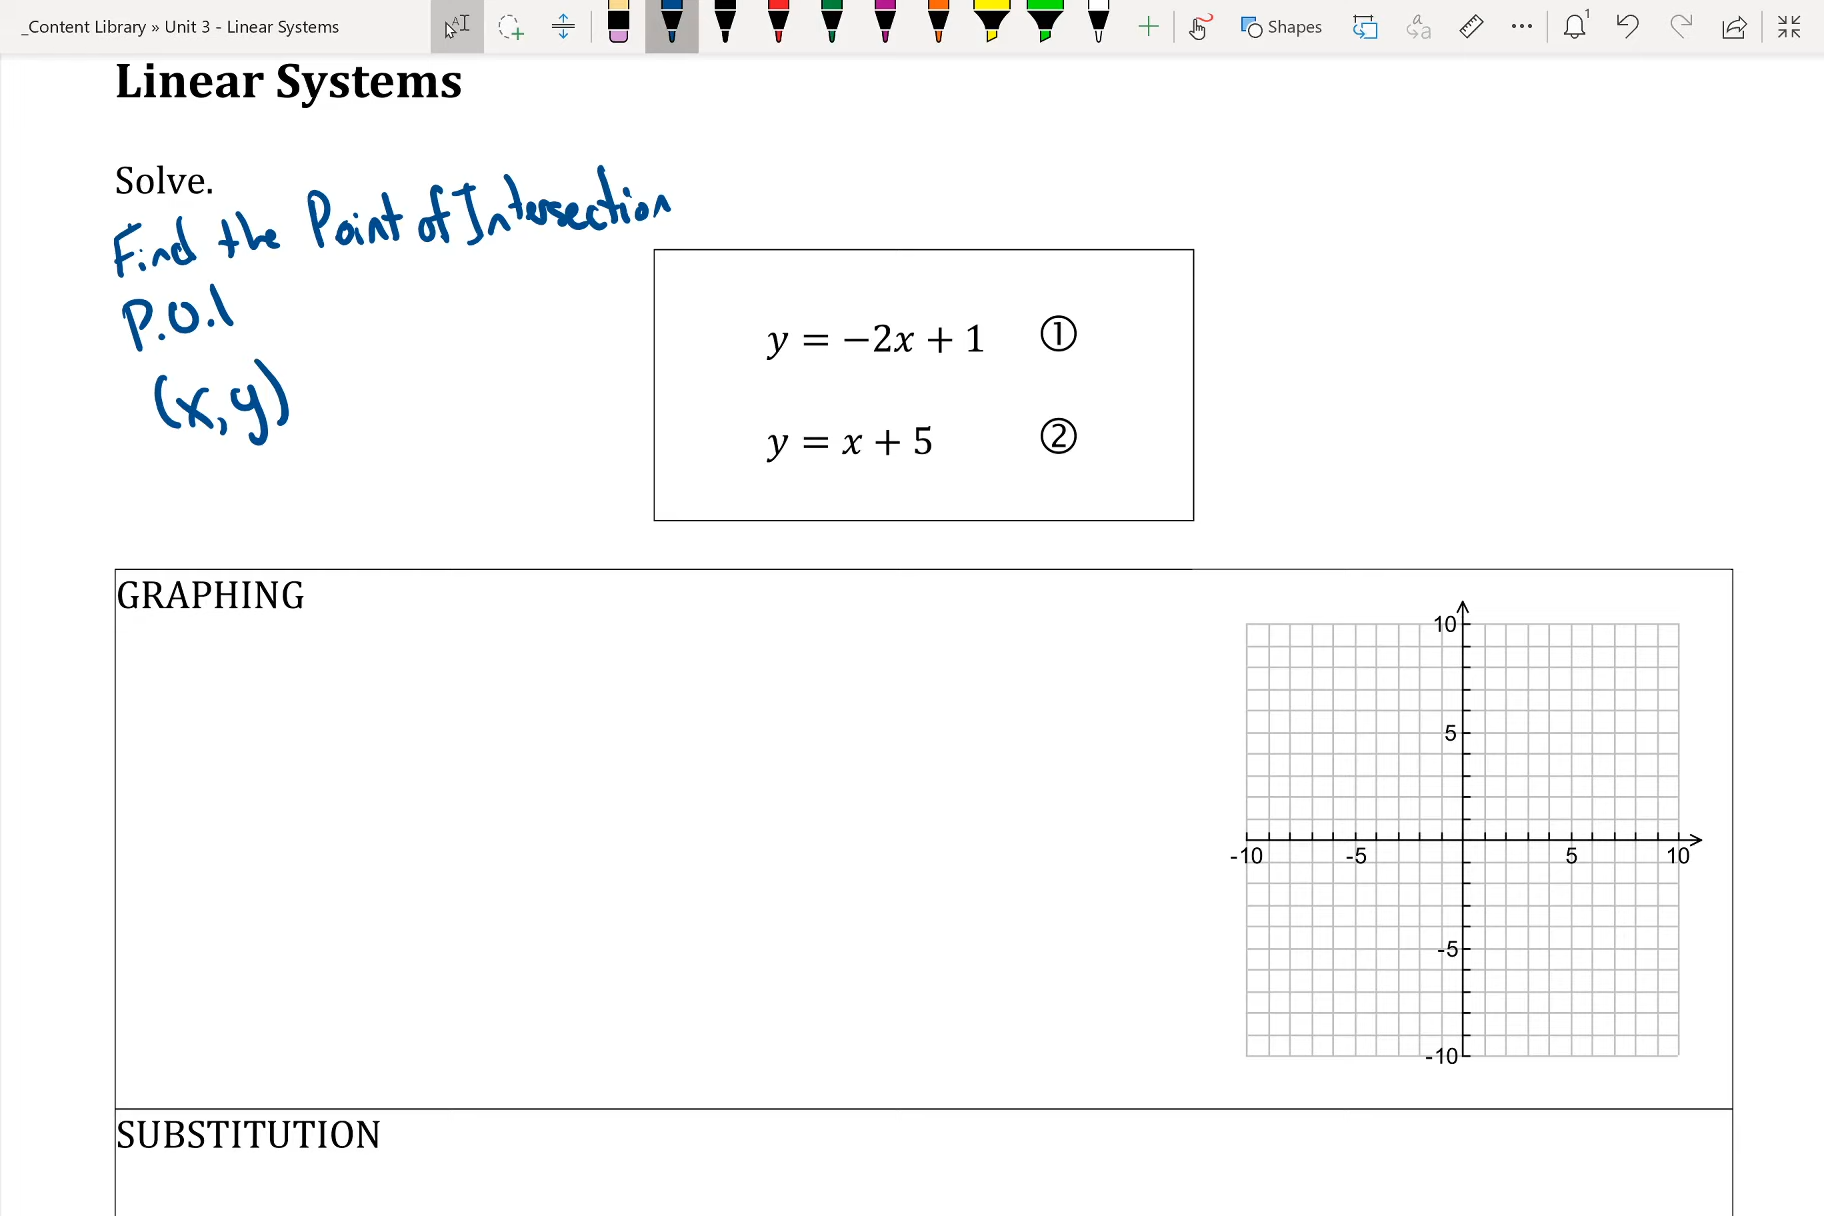 _Content Library » Unit 3 - Linear Systems
Shapes
1
Linear Systems
Solve.
Find the Point of Intersection
P.O.I
(x,y)
y = −2x + 1 ①
y = x + 5 ②
GRAPHING
10
5
-10 -5 5 10
-5
-10
SUBSTITUTION